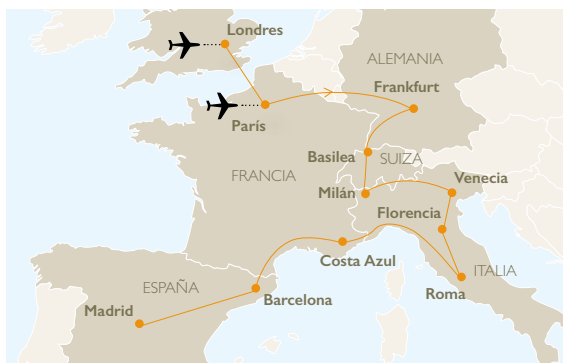 Londres
ALEMANIA
Frankfurt
París
Basilea
SUIZA
FRANCIA
Venecia
Milán
Florencia
Costa Azul
ITALIA
ESPAÑA
Barcelona
Roma
Madrid